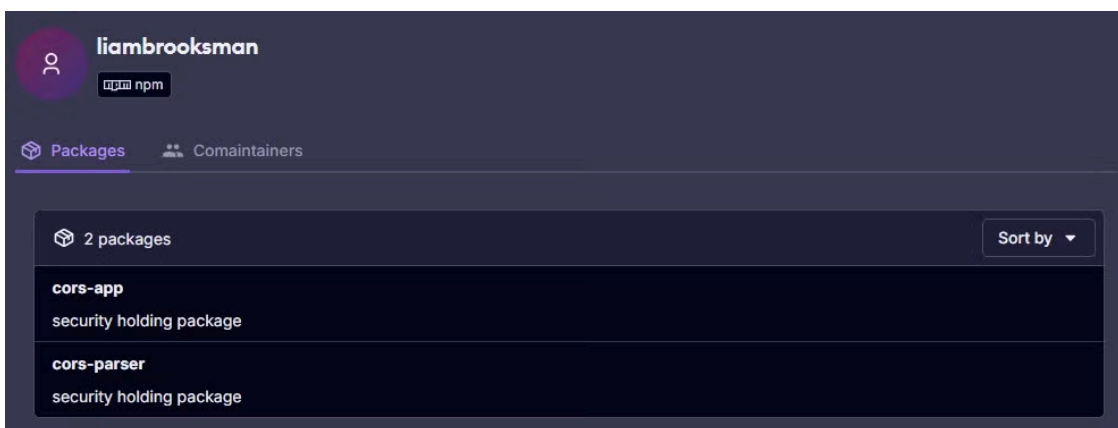 liambrooksman
npm npm
Packages Comaintainers
2 packages Sort by
cors-app
security holding package
cors-parser
security holding package